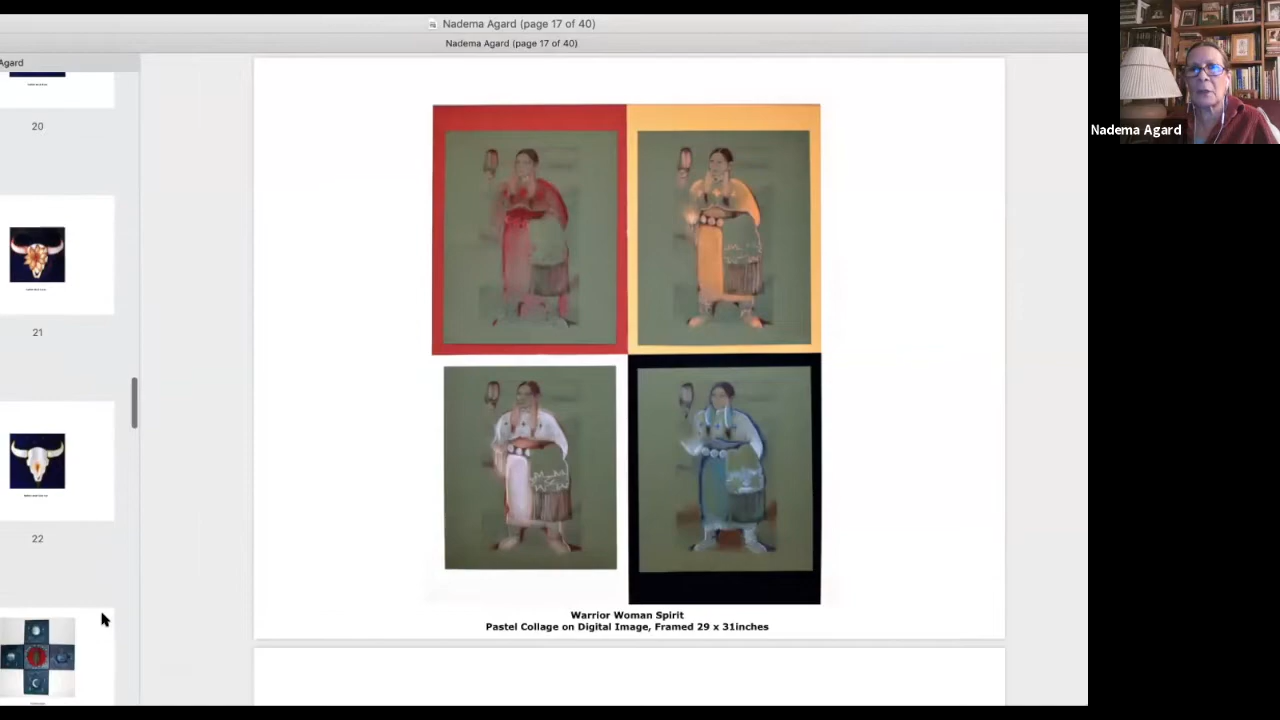 Nadema Agard (page 17 of 40)
Nadema Agard (page 17 of 40)
Agard
20
21
22
Warrior Woman Spirit
Pastel Collage on Digital Image, Framed 29 x 31inches
Nadema Agard